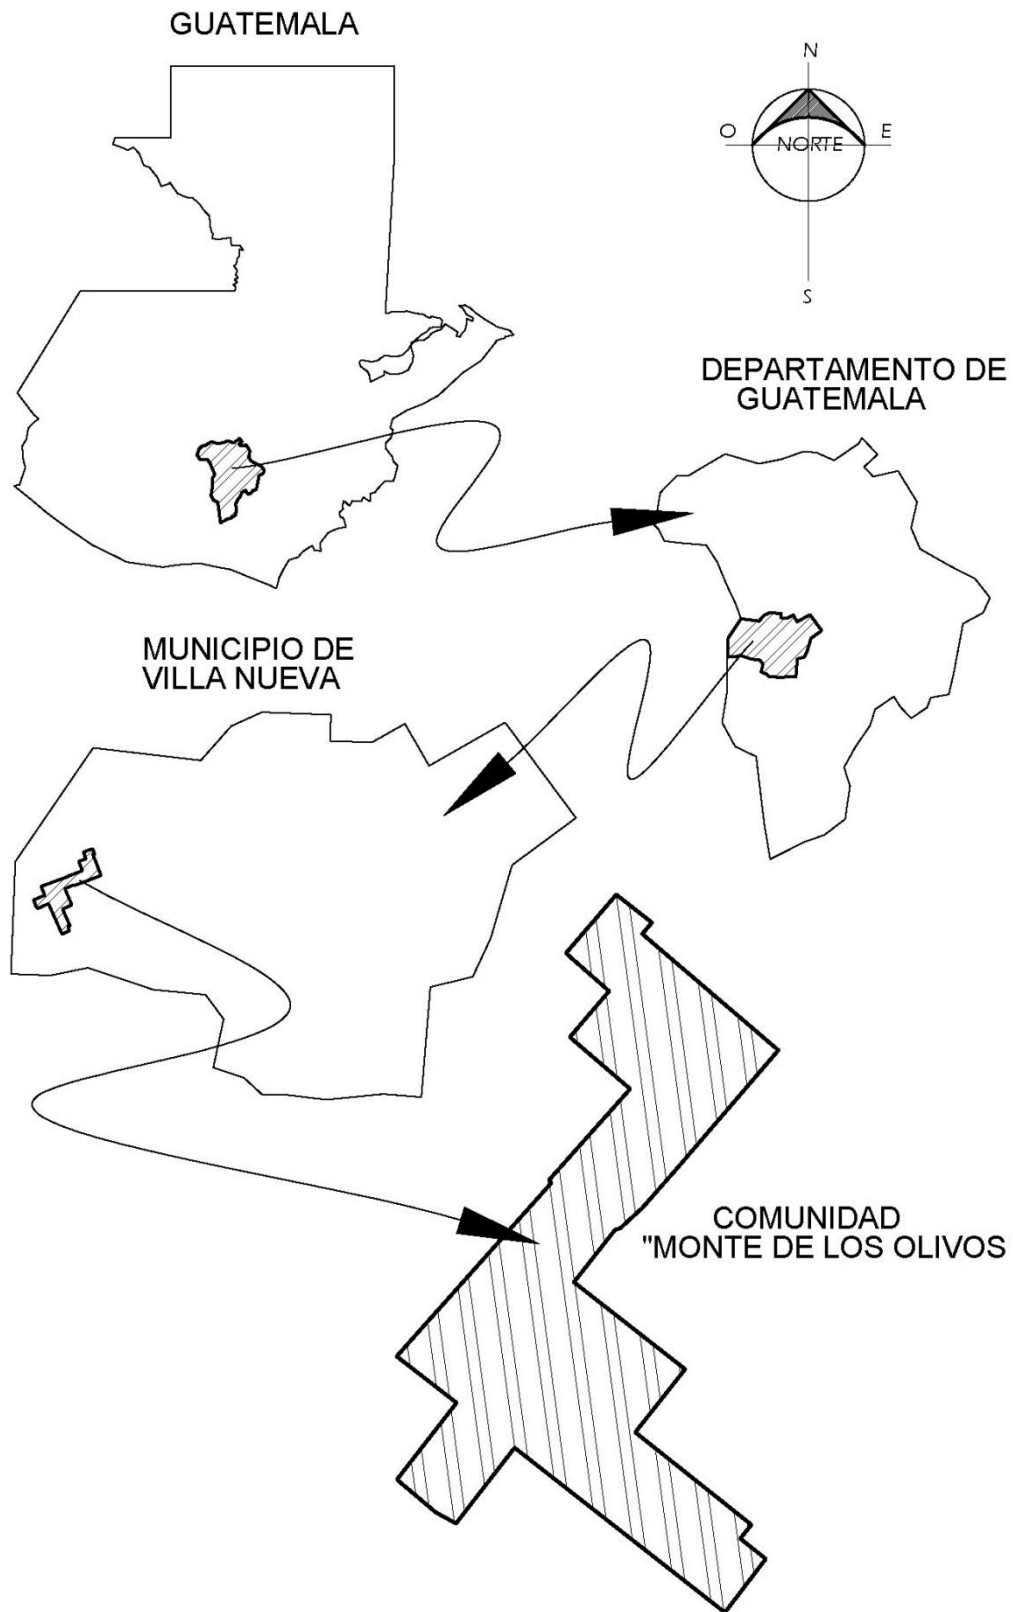 GUATEMALA
N
O
E
NORTE
S
DEPARTAMENTO DE
GUATEMALA
MUNICIPIO DE
VILLA NUEVA
COMUNIDAD
"MONTE DE LOS OLIVOS